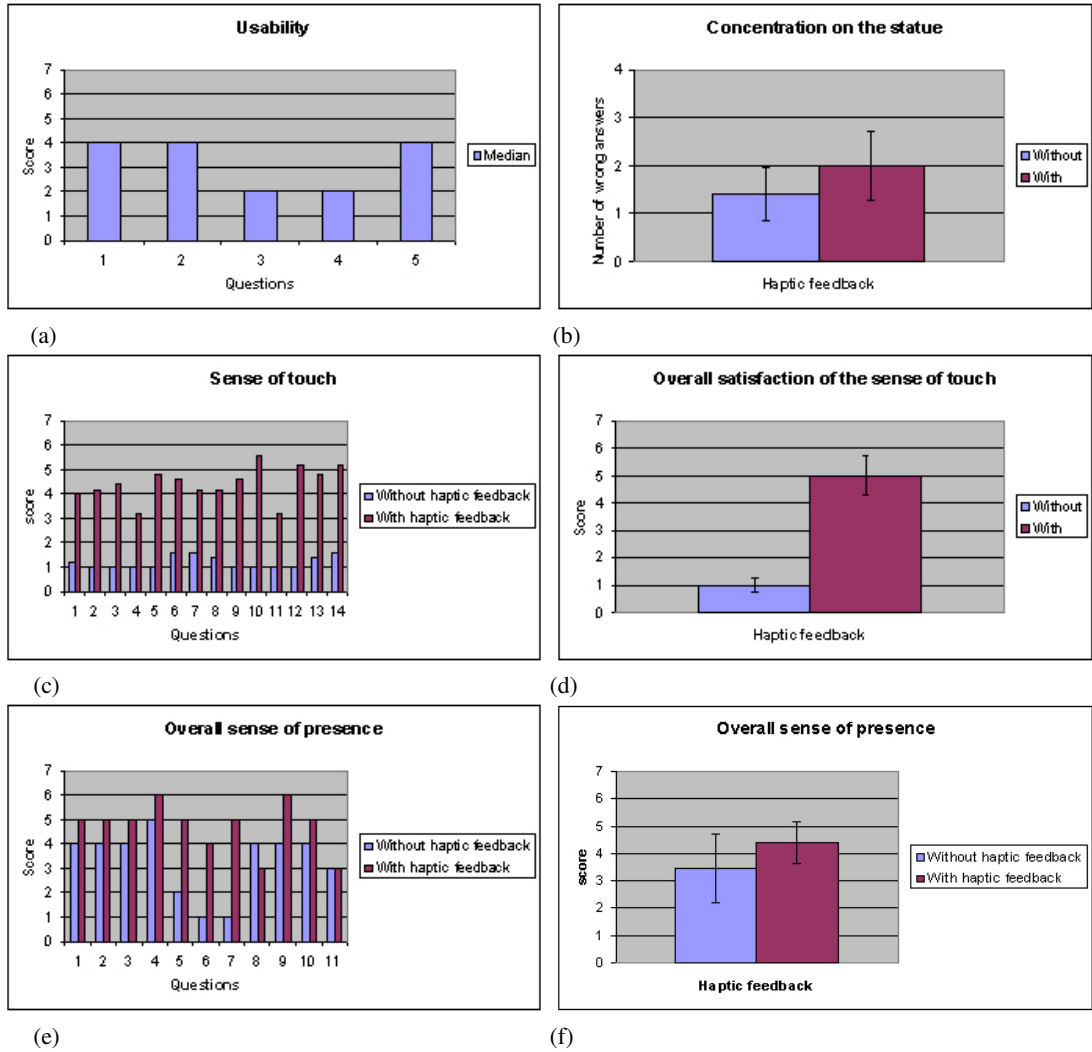 Usability
7
6
5
4
3
2
1
0
Score
1 2 3 4 5
Questions
Median
(a)
Concentration on the statue
4
3
2
1
0
Number of wrong answers
Haptic feedback
Without
With
(b)
Sense of touch
7
6
5
4
3
2
1
0
score
1 2 3 4 5 6 7 8 9 10 11 12 13 14
Questions
Without haptic feedback
With haptic feedback
(c)
Overall satisfaction of the sense of touch
7
6
5
4
3
2
1
0
Score
Haptic feedback
Without
With
(d)
Overall sense of presence
7
6
5
4
3
2
1
0
Score
1 2 3 4 5 6 7 8 9 10 11
Questions
Without haptic feedback
With haptic feedback
(e)
Overall sense of presence
7
6
5
4
3
2
1
0
score
Haptic feedback
Without haptic feedback
With haptic feedback
(f)